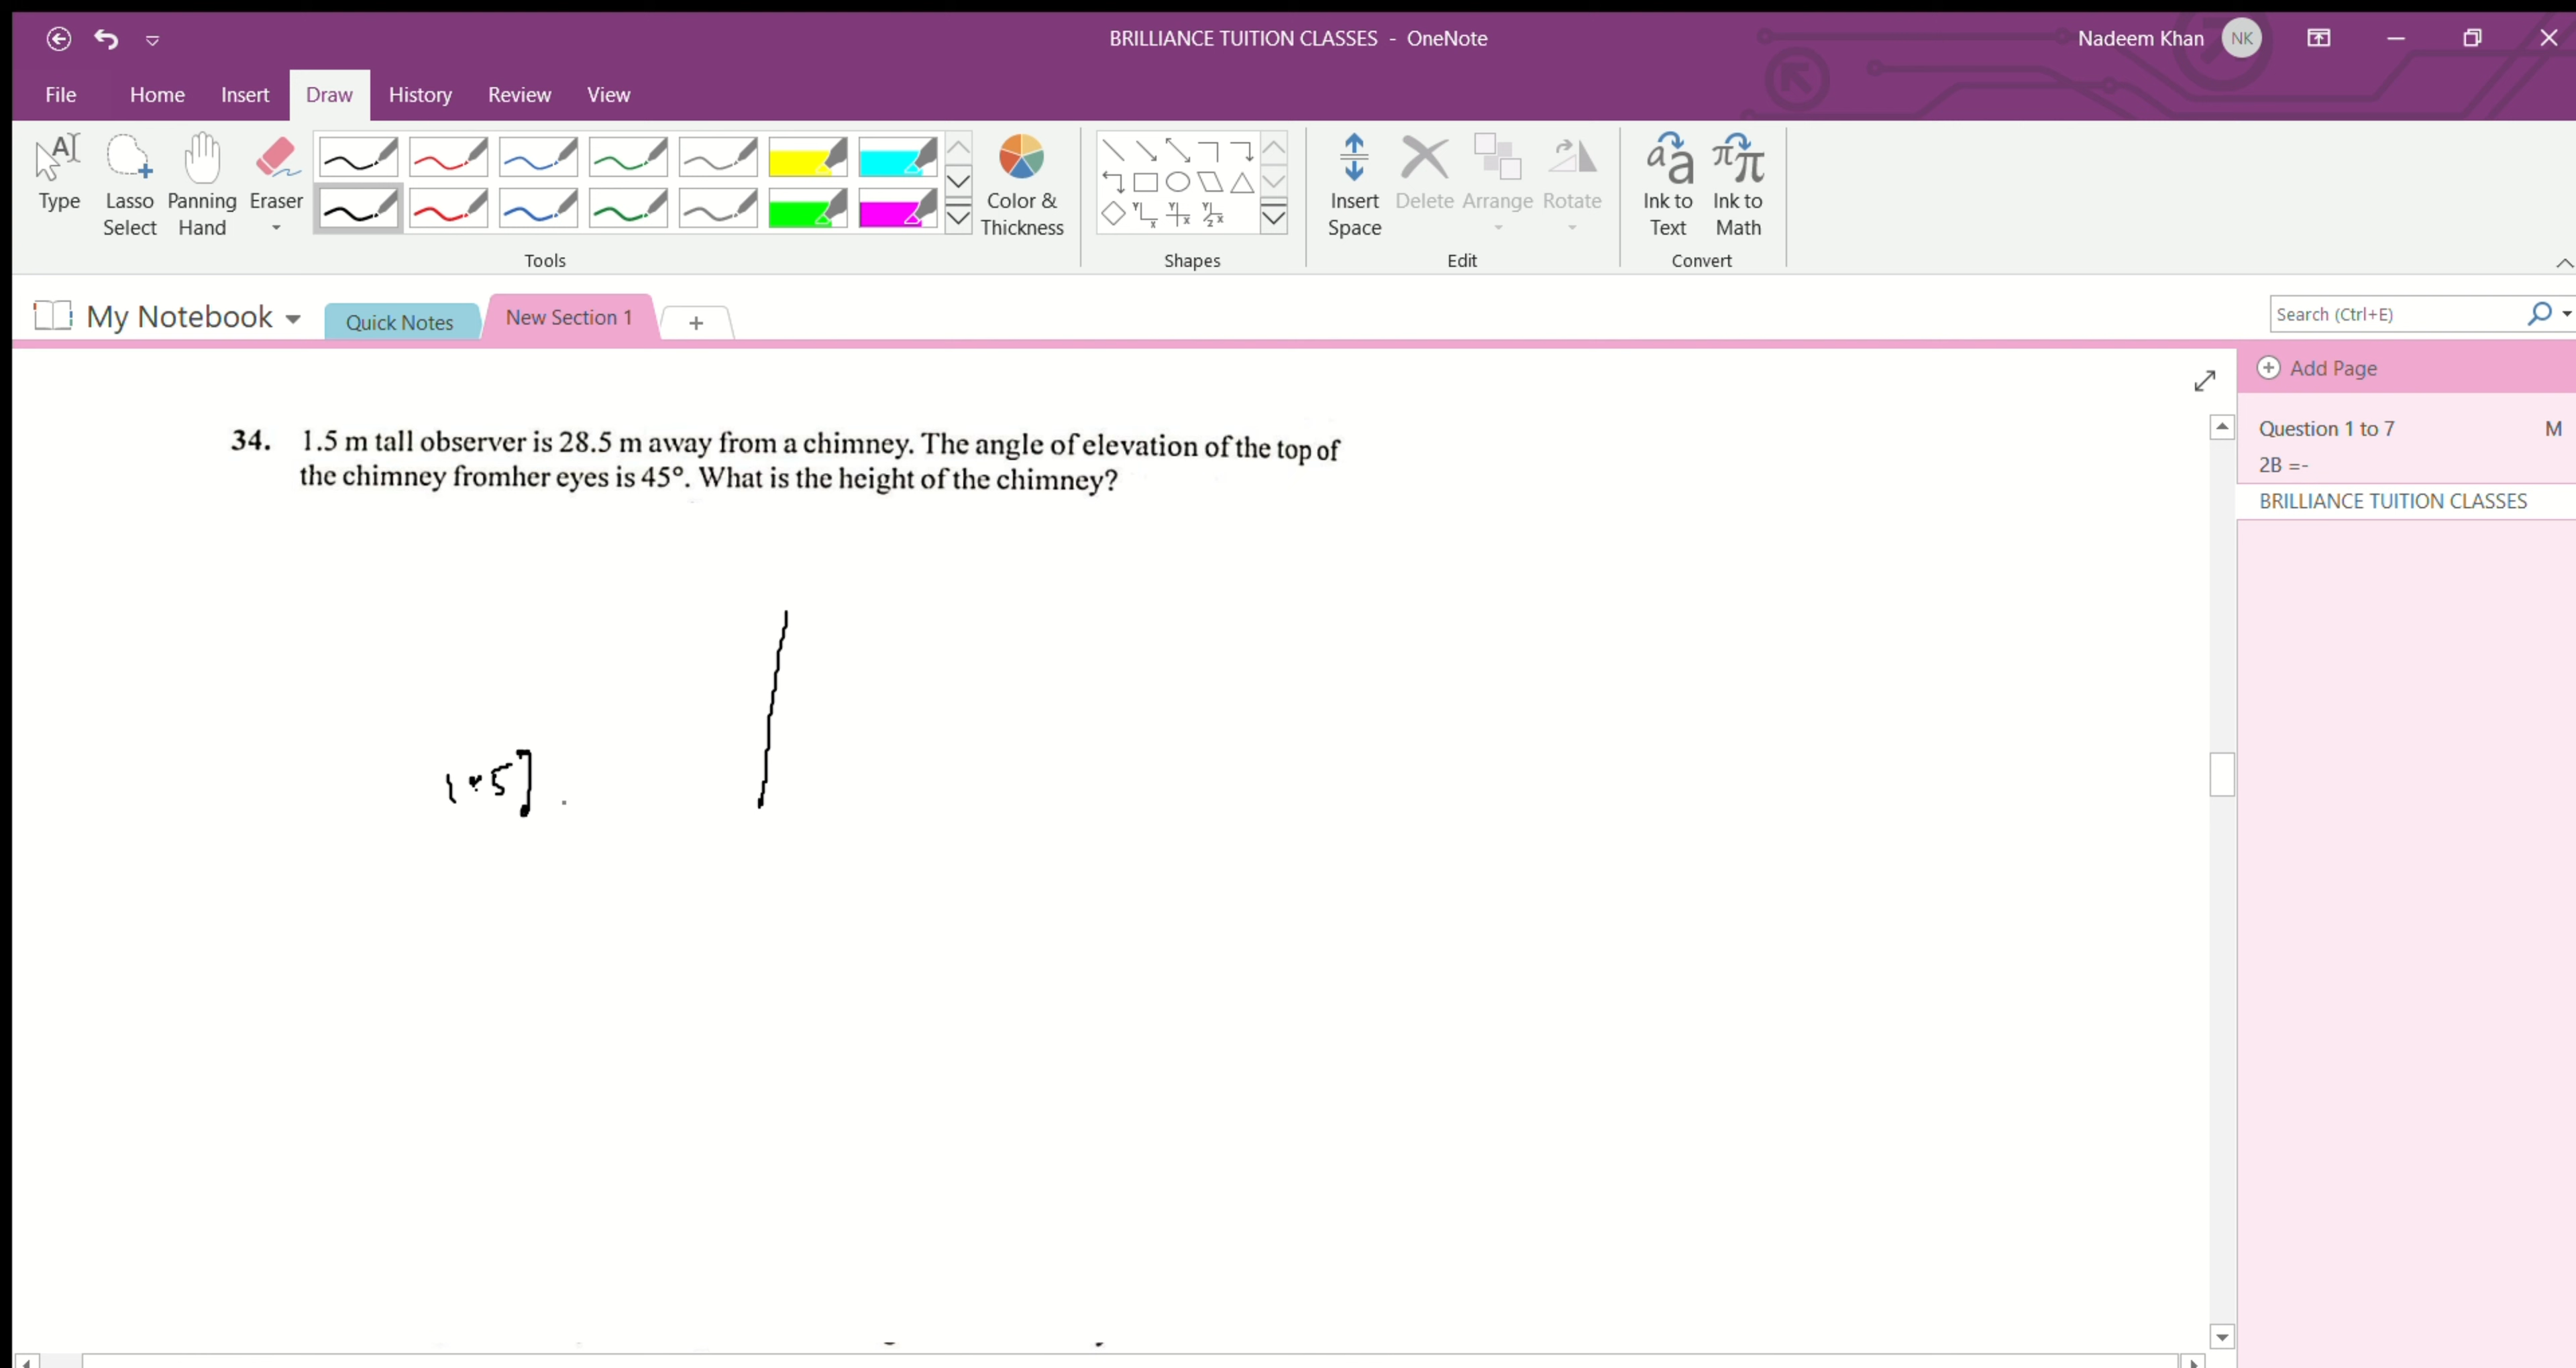 BRILLIANCE TUITION CLASSES - OneNote
Nadeem Khan NK
File Home Insert Draw History Review View
Type
Lasso Select
Panning Hand
Eraser
Color & Thickness
Insert Space
Delete
Arrange
Rotate
Ink to Text
Ink to Math
Tools
Shapes
Edit
Convert
My Notebook
Quick Notes
New Section 1
+
Search (Ctrl+E)
Add Page
Question 1 to 7 M
2B =-
BRILLIANCE TUITION CLASSES
34. 1.5 m tall observer is 28.5 m away from a chimney. The angle of elevation of the top of
the chimney fromher eyes is 45°. What is the height of the chimney?
1.5